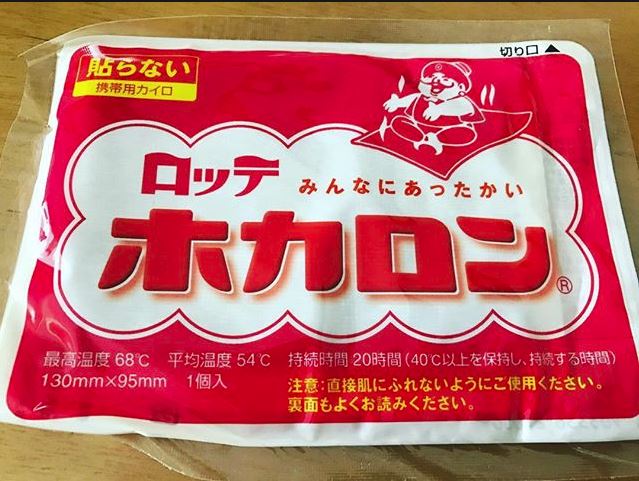 切り口▲
貼らない
携帯用カイロ
ロッテ
みんなにあったかい
ホカロン®
最高温度 68℃ 平均温度 54℃ 持続時間 20時間(40℃以上を保持し、持続する時間)
130mm×95mm 1個入
注意:直接肌にふれないようにご使用ください。
裏面もよくお読みください。